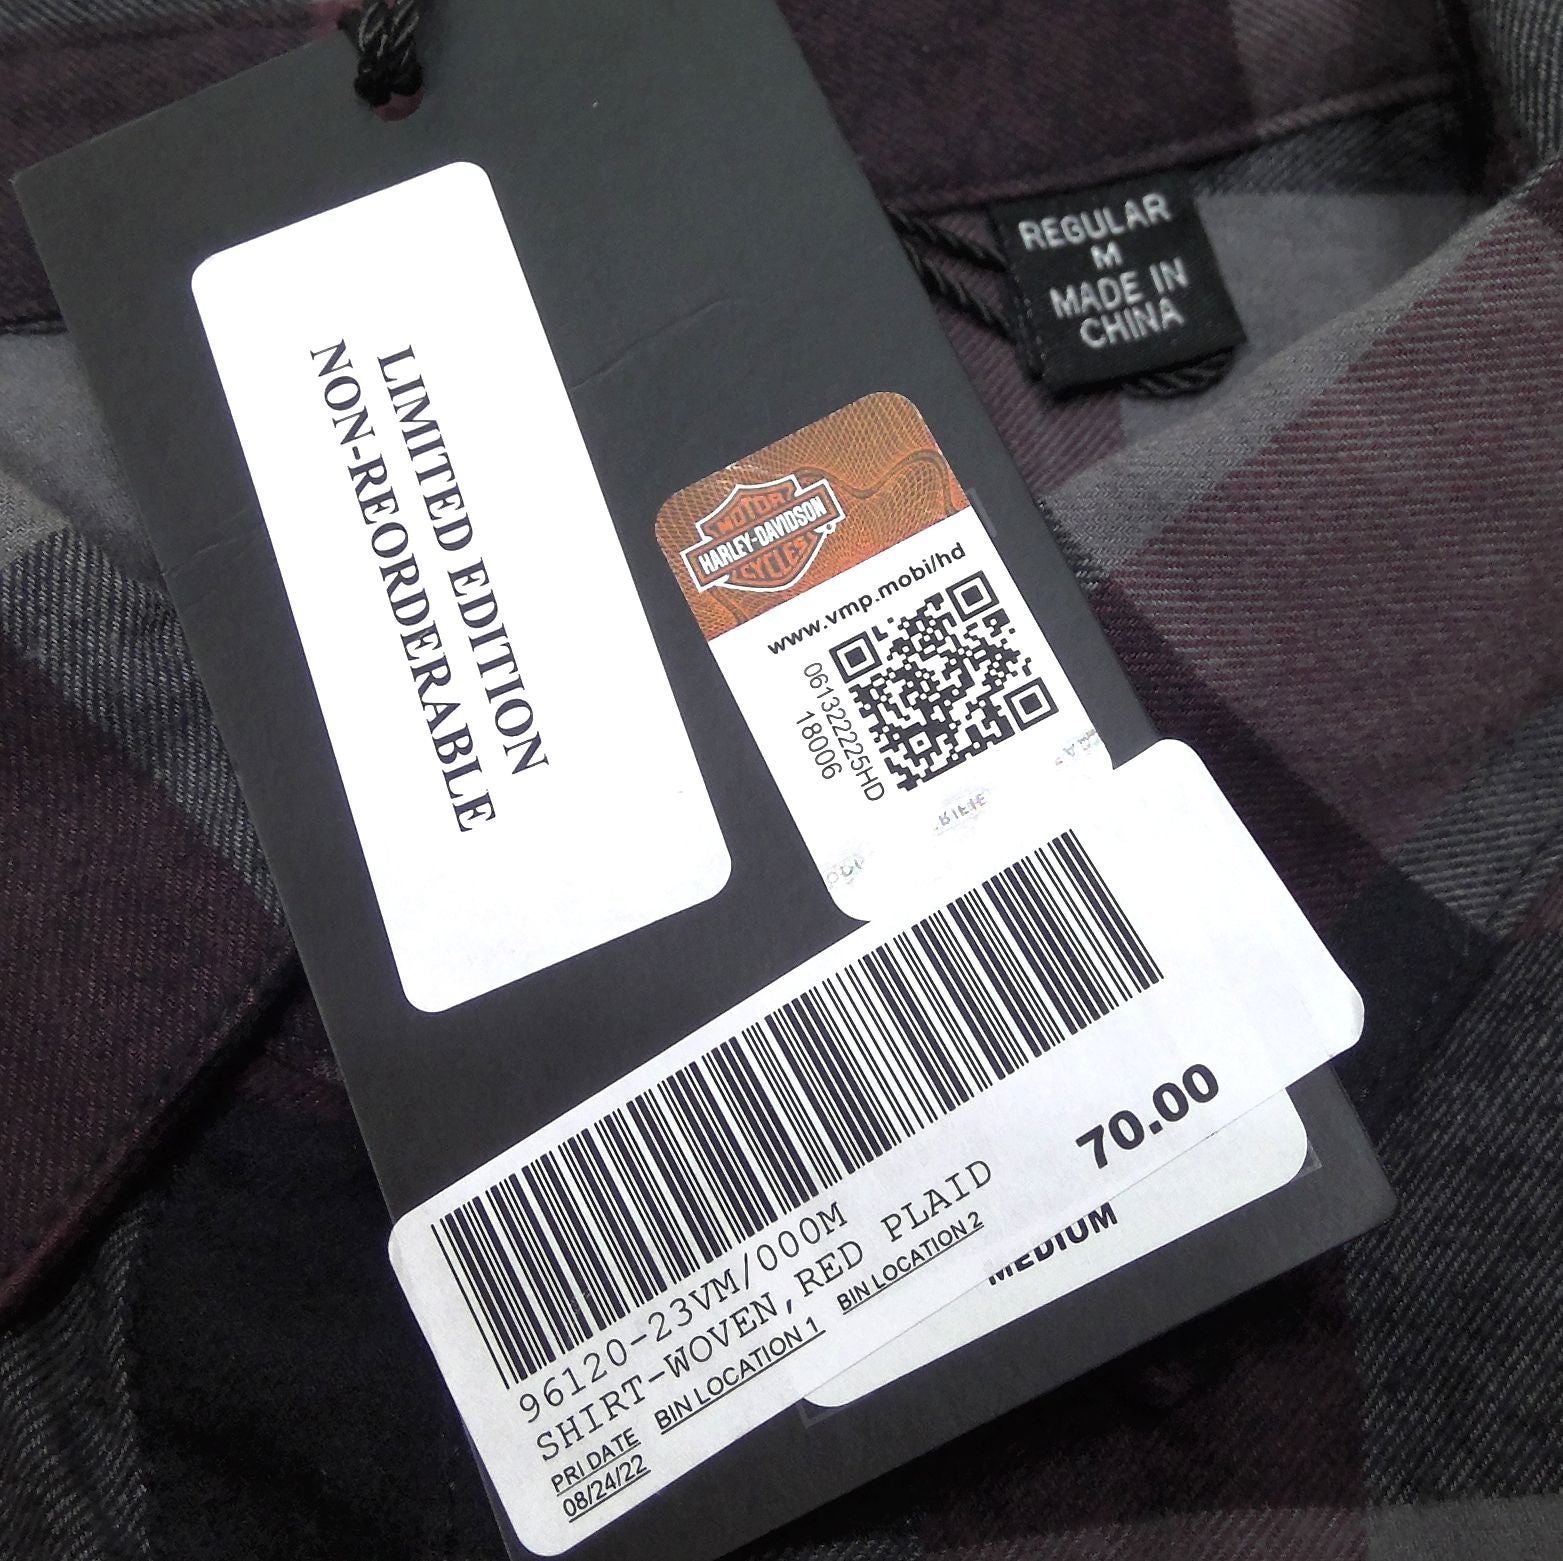 REGULAR
M
MADE IN
CHINA
LIMITED EDITION
NON-REORDERABLE
MOTOR
HARLEY-DAVIDSON
CYCLES
www.vmp.mobi/hd
061322225HD
18006
70.00
96120-23VM/000M
SHIRT-WOVEN,RED PLAID
PRI DATE BIN LOCATION 1 BIN LOCATION 2
08/24/22
MEDIUM